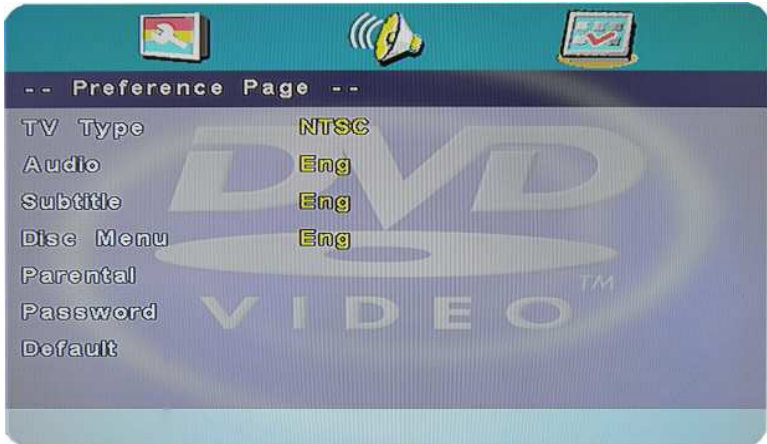 -- Preference Page --
TV Type NTSC
Audio Eng
Subtitle Eng
Disc Menu Eng
Parental
Password
Default
DVD
VIDEO
TM